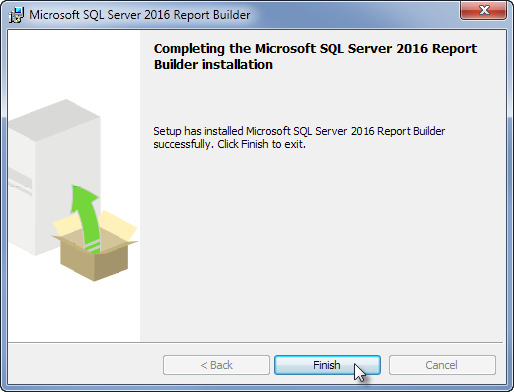 Microsoft SQL Server 2016 Report Builder
Completing the Microsoft SQL Server 2016 Report
Builder installation
Setup has installed Microsoft SQL Server 2016 Report Builder
successfully. Click Finish to exit.
< Back
Finish
Cancel